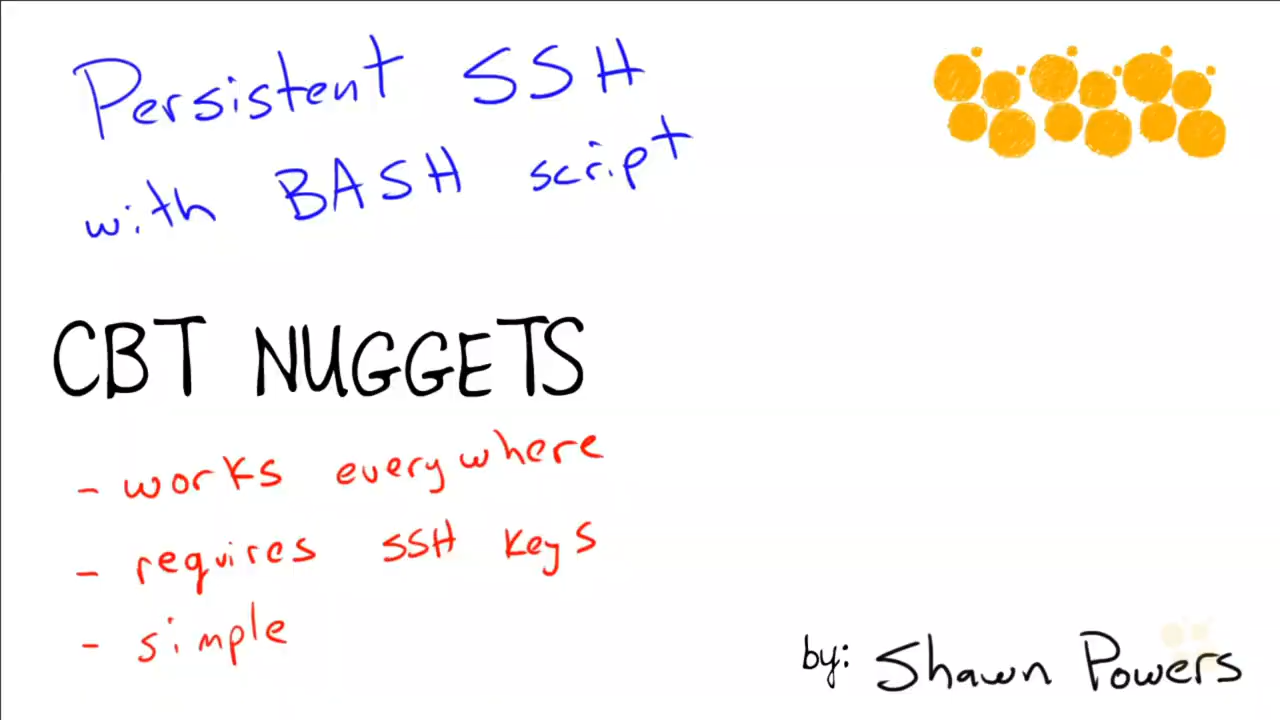 Persistent SSH
with BASH script
CBT NUGGETS
- works everywhere
- requires SSH keys
- simple
by: Shawn Powers